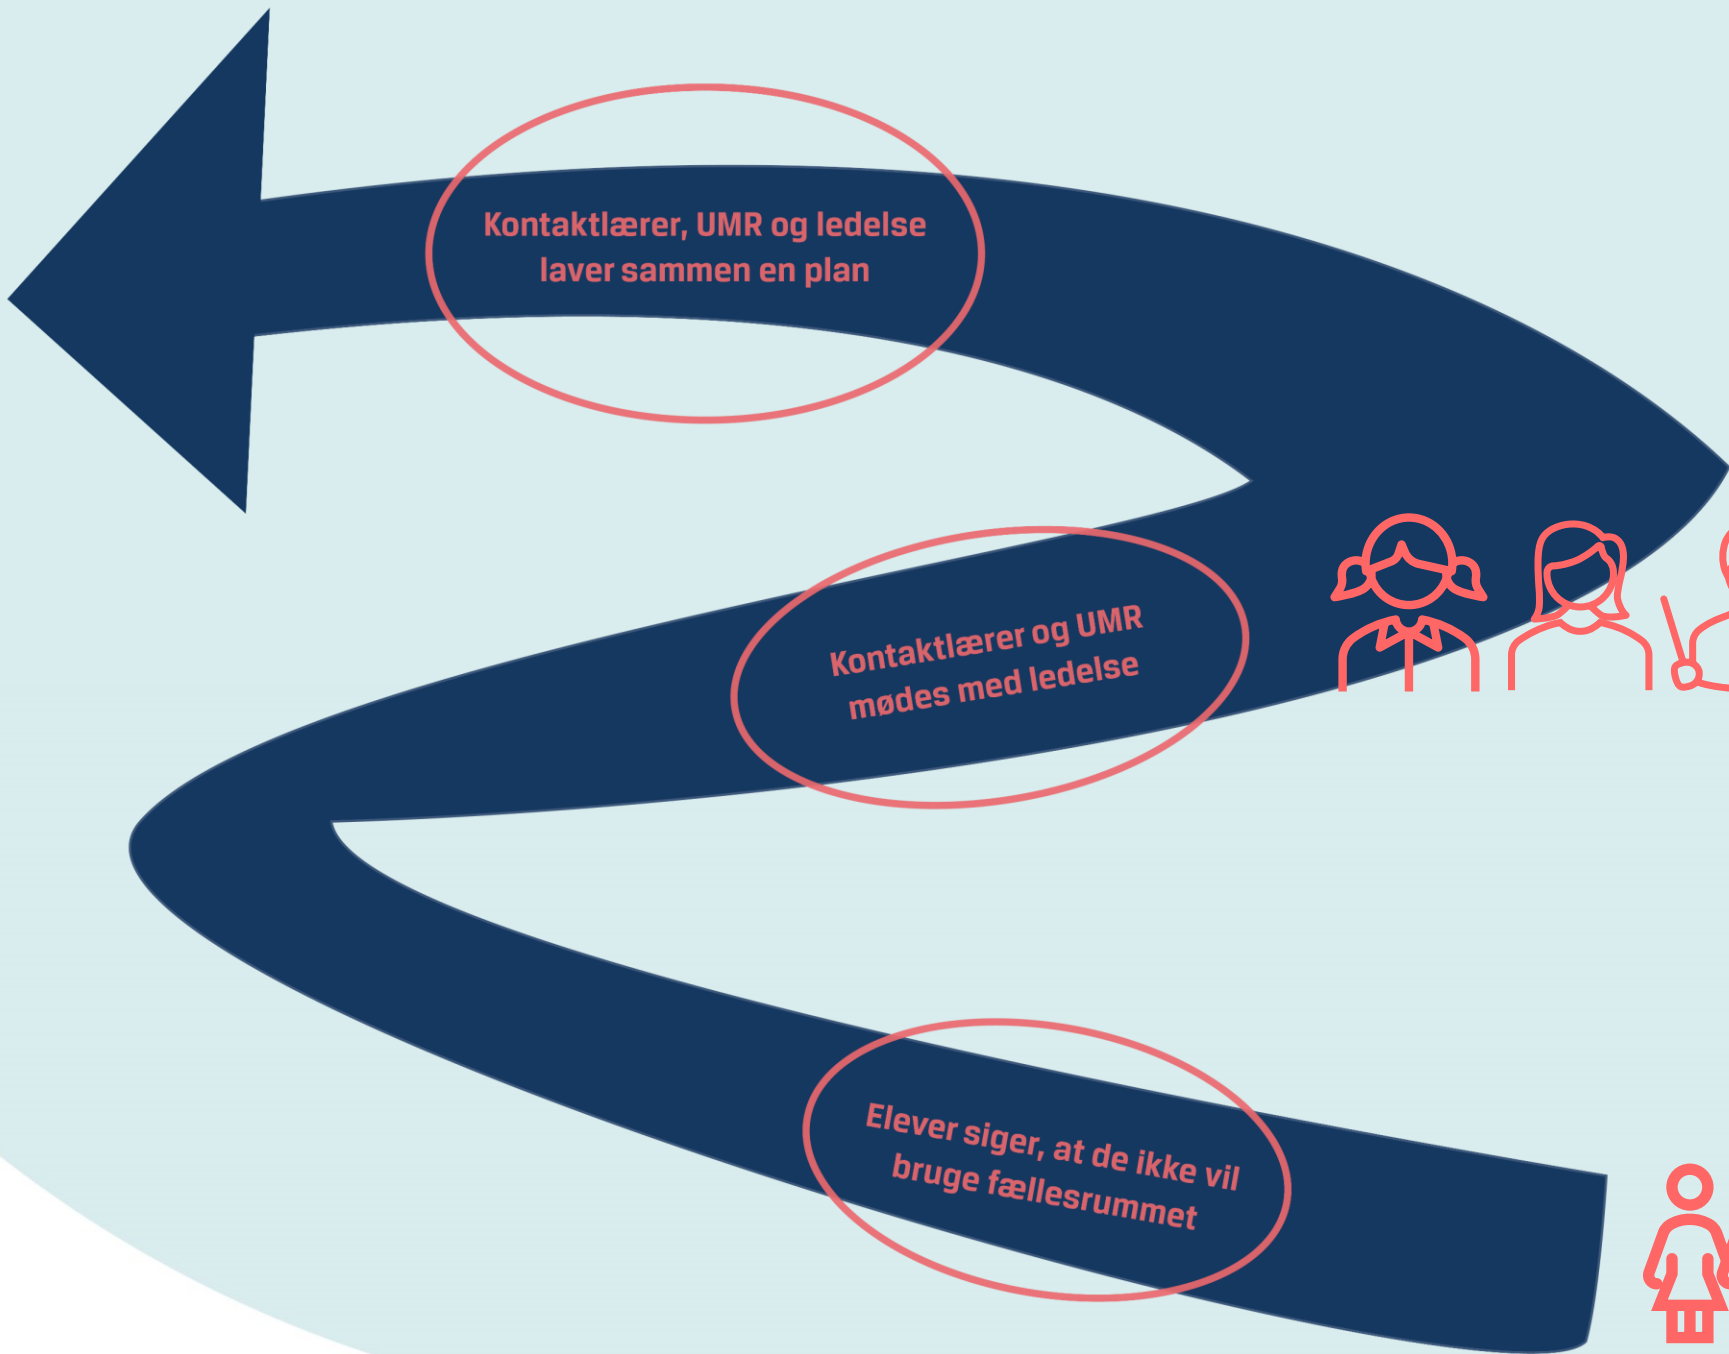 Kontaktlærer, UMR og ledelse
laver sammen en plan
Kontaktlærer og UMR
mødes med ledelse
Elever siger, at de ikke vil
bruge fællesrummet